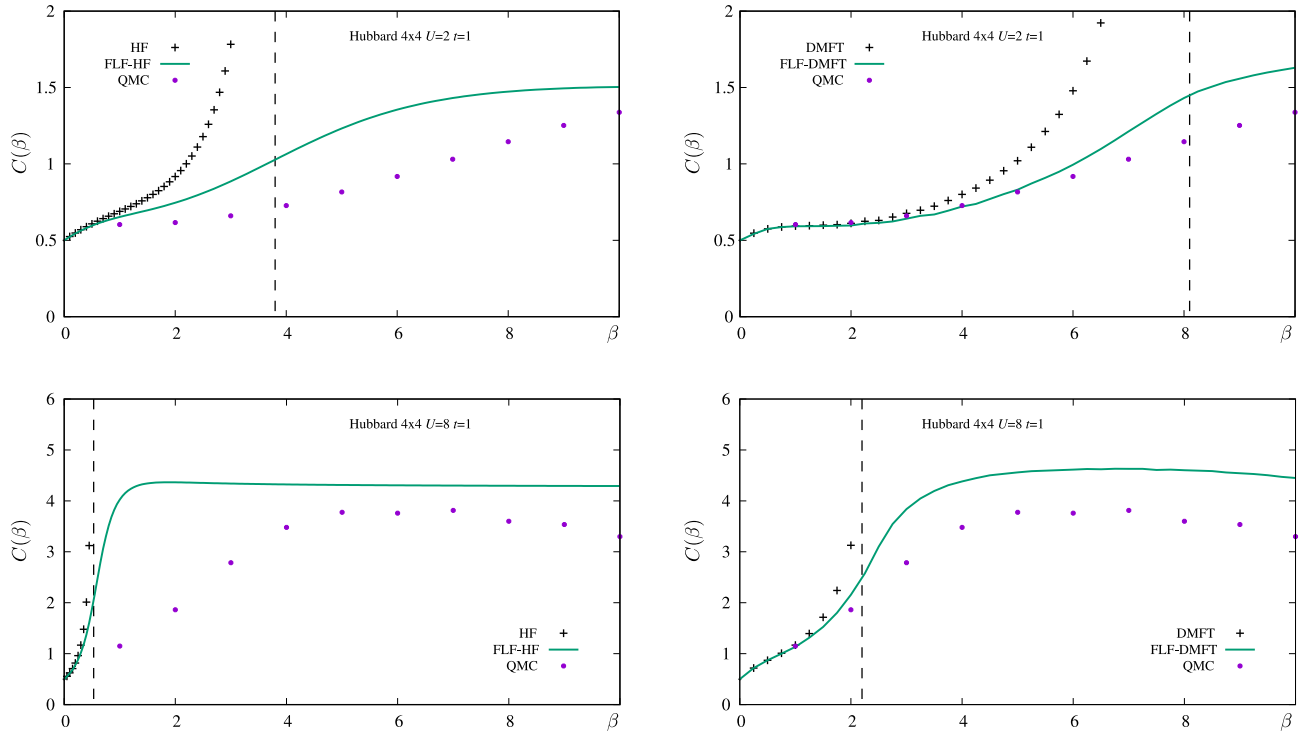 2
1.5
1
0.5
0
C(β)
Hubbard 4x4 U=2 t=1
HF
FLF-HF
QMC
0 2 4 6 8 β
2
1.5
1
0.5
0
C(β)
Hubbard 4x4 U=2 t=1
DMFT
FLF-DMFT
QMC
0 2 4 6 8 β
6
5
4
3
2
1
0
C(β)
Hubbard 4x4 U=8 t=1
HF
FLF-HF
QMC
0 2 4 6 8 β
6
5
4
3
2
1
0
C(β)
Hubbard 4x4 U=8 t=1
DMFT
FLF-DMFT
QMC
0 2 4 6 8 β